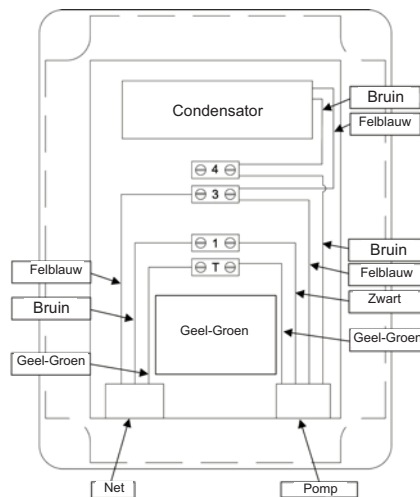 Condensator
Bruin
Felblauw
4
3
1
T
Bruin
Felblauw
Felblauw
Zwart
Bruin
Geel-Groen
Geel-Groen
Geel-Groen
Net
Pomp